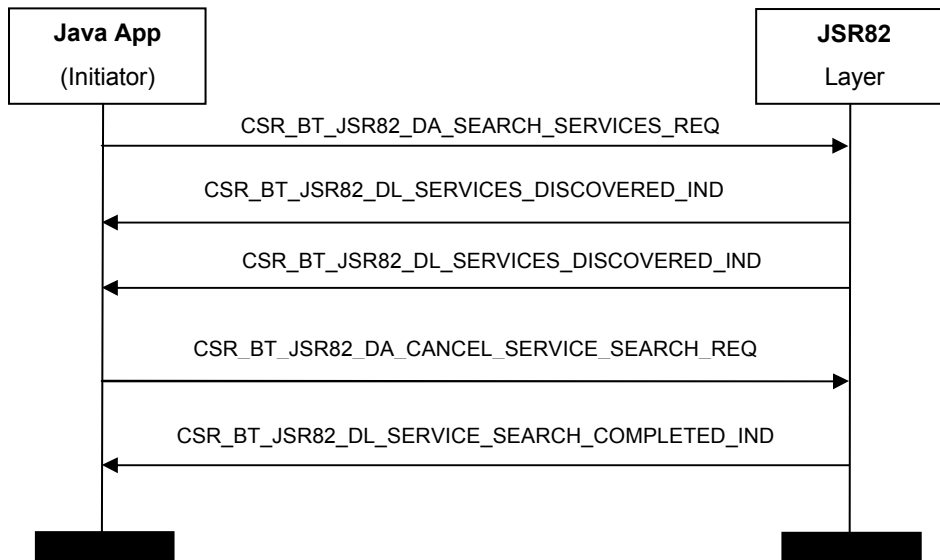 Java App
(Initiator)
JSR82
Layer
CSR_BT_JSR82_DA_SEARCH_SERVICES_REQ
CSR_BT_JSR82_DL_SERVICES_DISCOVERED_IND
CSR_BT_JSR82_DL_SERVICES_DISCOVERED_IND
CSR_BT_JSR82_DA_CANCEL_SERVICE_SEARCH_REQ
CSR_BT_JSR82_DL_SERVICE_SEARCH_COMPLETED_IND